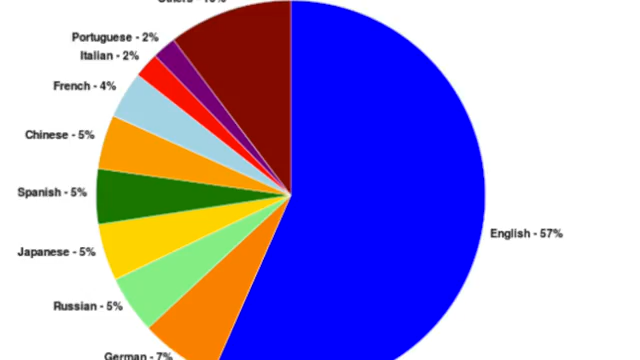 Portuguese - 2%
Italian - 2%
French - 4%
Chinese - 5%
Spanish - 5%
English - 57%
Japanese - 5%
Russian - 5%
German - 7%